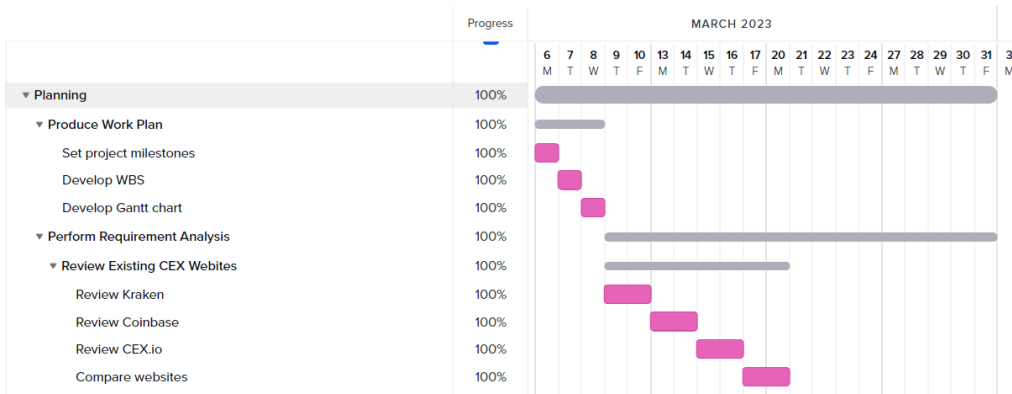 Progress MARCH 2023
6 7 8 9 10 13 14 15 16 17 20 21 22 23 24 27 28 29 30 31
M T W T F M T W T F M T W T F M T W T F
Planning 100%
Produce Work Plan 100%
Set project milestones 100%
Develop WBS 100%
Develop Gantt chart 100%
Perform Requirement Analysis 100%
Review Existing CEX Webites 100%
Review Kraken 100%
Review Coinbase 100%
Review CEX.io 100%
Compare websites 100%